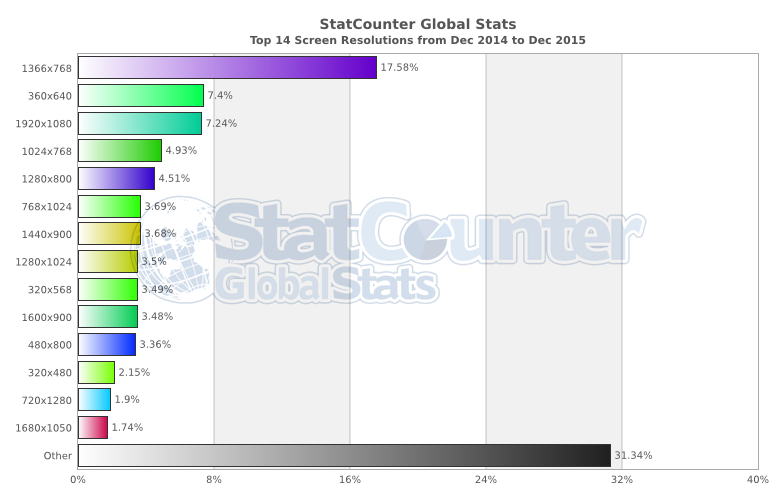 StatCounter Global Stats
Top 14 Screen Resolutions from Dec 2014 to Dec 2015
1366x768 17.58%
360x640 7.4%
1920x1080 7.24%
1024x768 4.93%
1280x800 4.51%
768x1024 3.69%
1440x900 3.68%
1280x1024 3.5%
320x568 3.49%
1600x900 3.48%
480x800 3.36%
320x480 2.15%
720x1280 1.9%
1680x1050 1.74%
Other 31.34%
0% 8% 16% 24% 32% 40%
StatCounter
GlobalStats